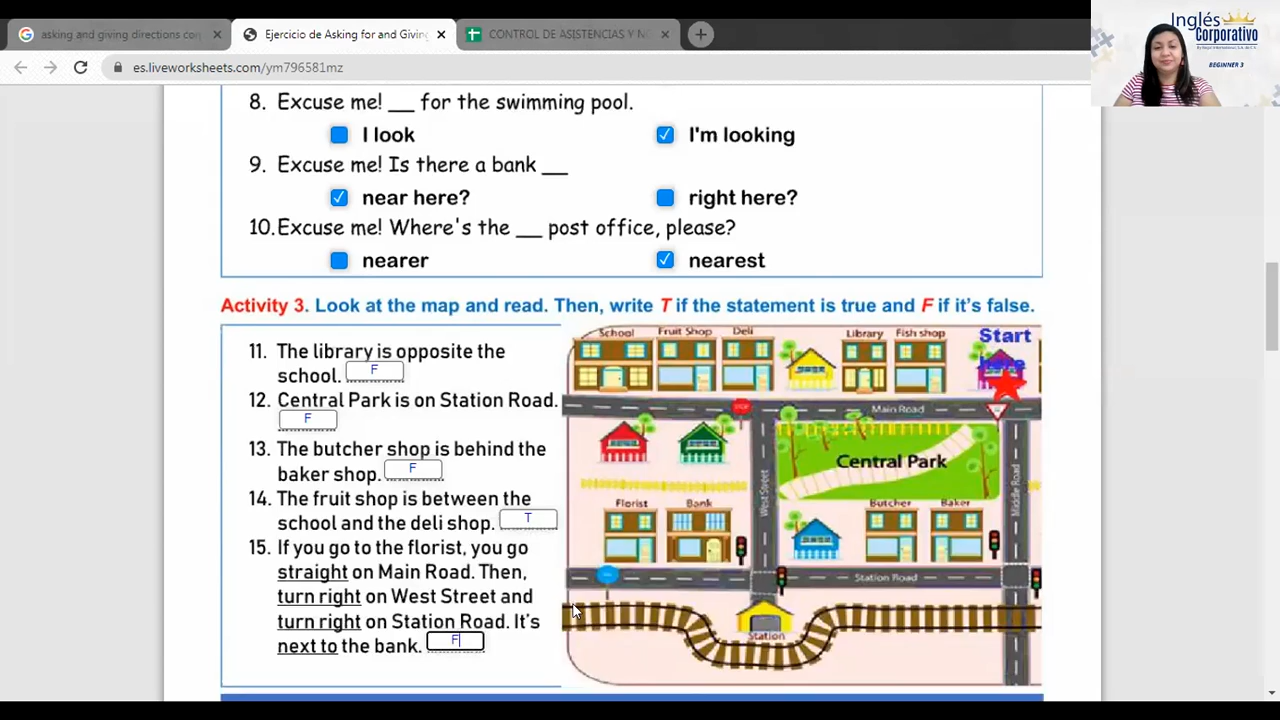 asking and giving directions co
Ejercicio de Asking for and Givin
CONTROL DE ASISTENCIAS Y N
es.liveworksheets.com/ym796581mz
Inglés
Corporativo
BEGINNER 3
8. Excuse me! __ for the swimming pool.
I look
I'm looking
9. Excuse me! Is there a bank __
near here?
right here?
10.Excuse me! Where's the __ post office, please?
nearer
nearest
Activity 3. Look at the map and read. Then, write T if the statement is true and F if it's false.
11. The library is opposite the
school. F
12. Central Park is on Station Road.
F
13. The butcher shop is behind the
baker shop. F
14. The fruit shop is between the
school and the deli shop. T
15. If you go to the florist, you go
straight on Main Road. Then,
turn right on West Street and
turn right on Station Road. It's
next to the bank. F
School Fruit Shop Deli Library Fish shop
Start
here
Main Road
Central Park
West Street
Middle Road
Florist Bank Butcher Baker
Station Road
Station